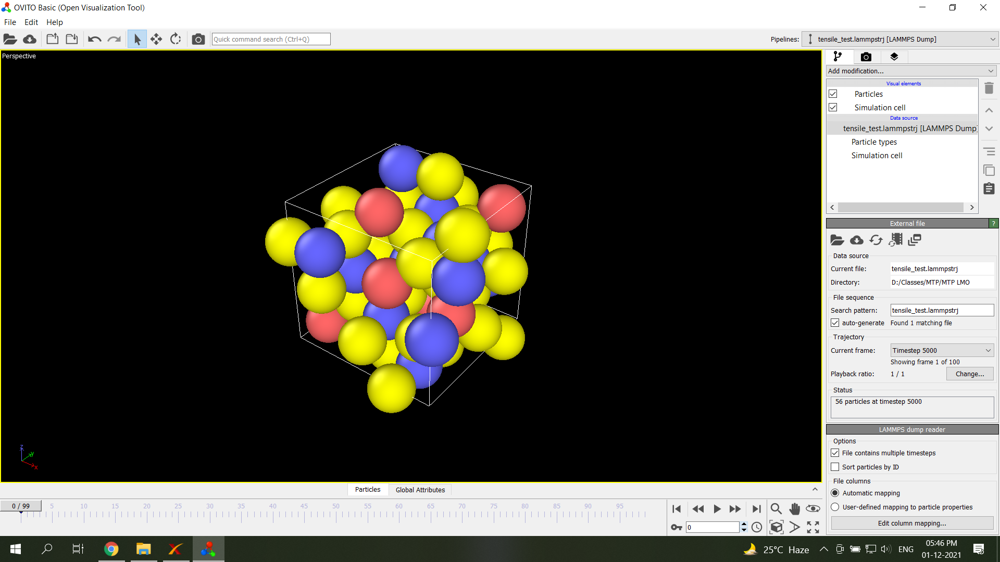 OVITO Basic (Open Visualization Tool)
File Edit Help
Quick command search (Ctrl+Q)
Pipelines: tensile_test.lammpstrj [LAMMPS Dump]
Perspective
Add modification...
Visual elements
Particles
Simulation cell
Data source
tensile_test.lammpstrj [LAMMPS Dump]
Particle types
Simulation cell
External file ?
Data source
Current file: tensile_test.lammpstrj
Directory: D:/Classes/MTP/MTP LMO
File sequence
Search pattern: tensile_test.lammpstrj
auto-generate Found 1 matching file
Trajectory
Current frame: Timestep 5000
Showing frame 1 of 100
Playback ratio: 1 / 1 Change...
Status
56 particles at timestep 5000
LAMMPS dump reader
Options
File contains multiple timesteps
Sort particles by ID
File columns
Automatic mapping
User-defined mapping to particle properties
Edit column mapping...
z
y
x
Particles Global Attributes
0 / 99 5 10 15 20 25 30 35 40 45 50 55 60 65 70 75 80 85 90 95
0
25°C Haze ENG 05:46 PM
01-12-2021